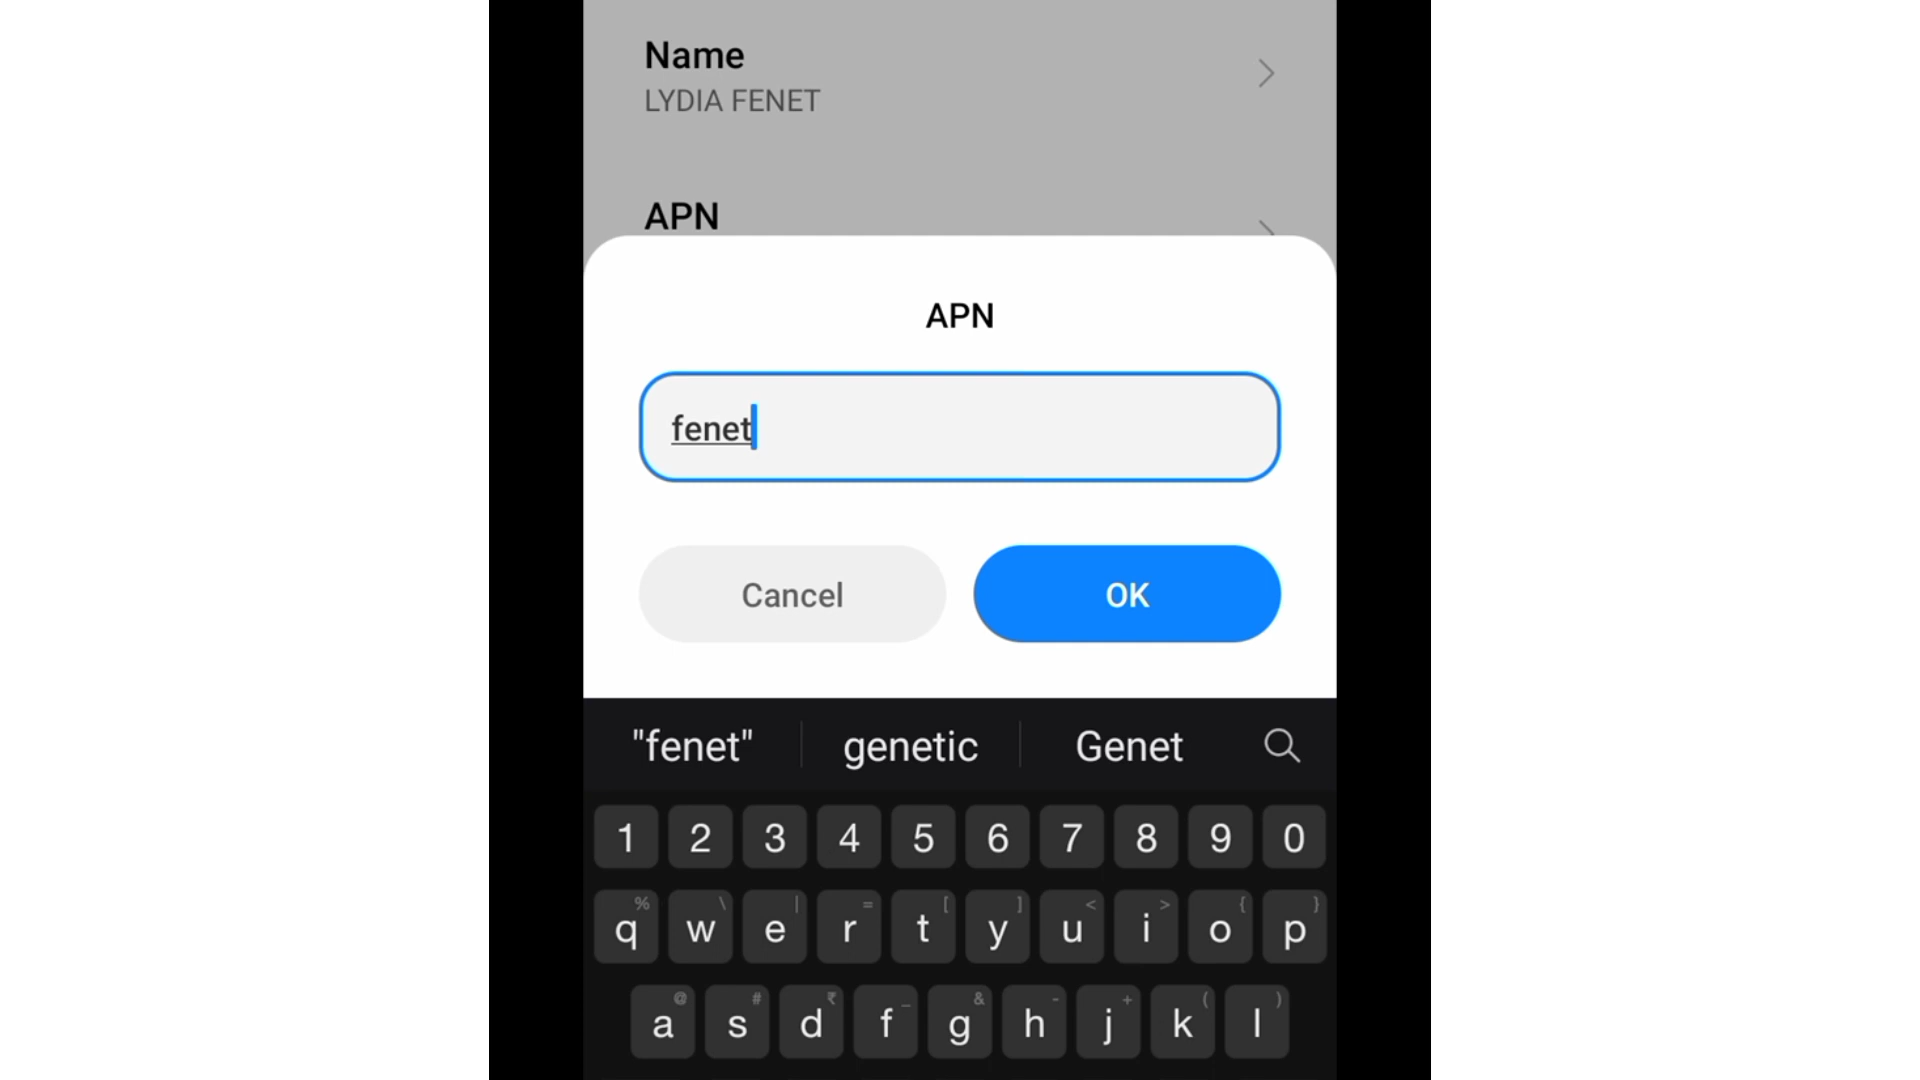 Name
LYDIA FENET
APN
APN
fenet
Cancel OK
"fenet" genetic Genet
1 2 3 4 5 6 7 8 9 0
% \ | = [ ] < > { }
q w e r t y u i o p
@ # ₹ _ & - + ( )
a s d f g h j k l